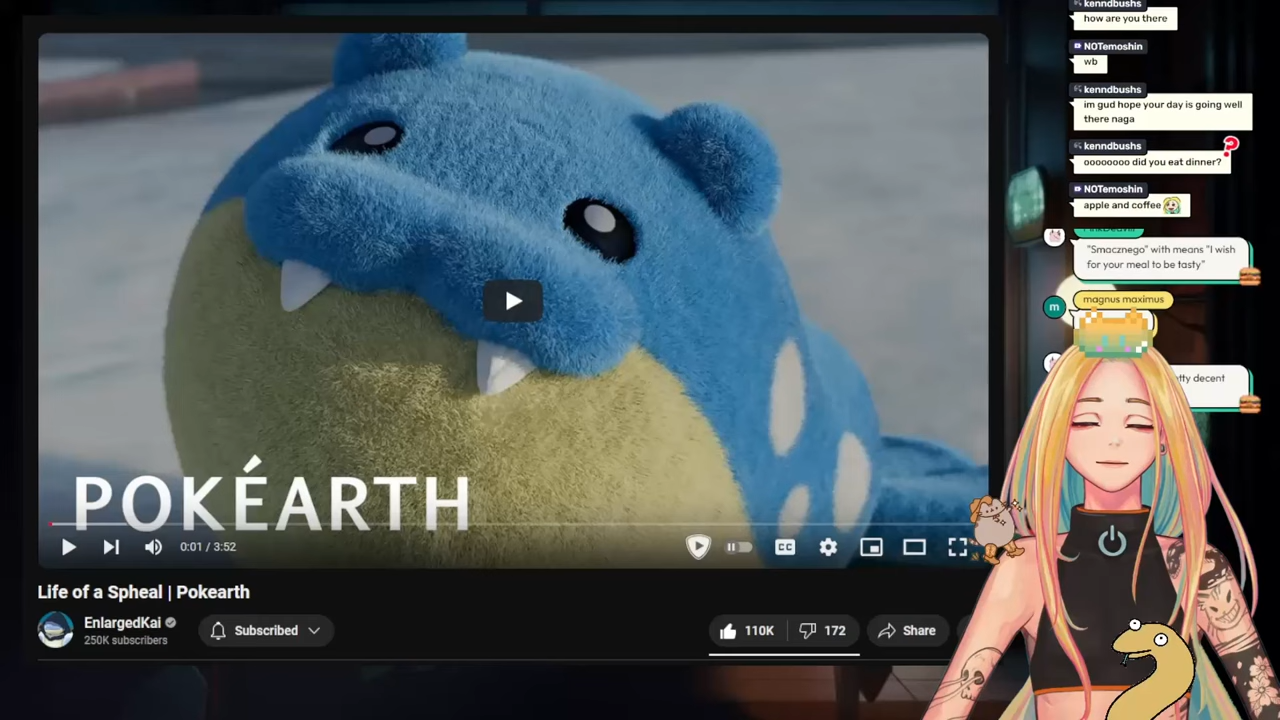 POKÉARTH
0:01 / 3:52
CC
Life of a Spheal | Pokearth
EnlargedKai
250K subscribers
Subscribed
110K
172
Share
kenndbushs
how are you there
NOTemoshin
wb
kenndbushs
im gud hope your day is going well
there naga
kenndbushs
oooooooo did you eat dinner?
NOTemoshin
apple and coffee
"Smacznego" with means "I wish
for your meal to be tasty"
m
magnus maximus
decent